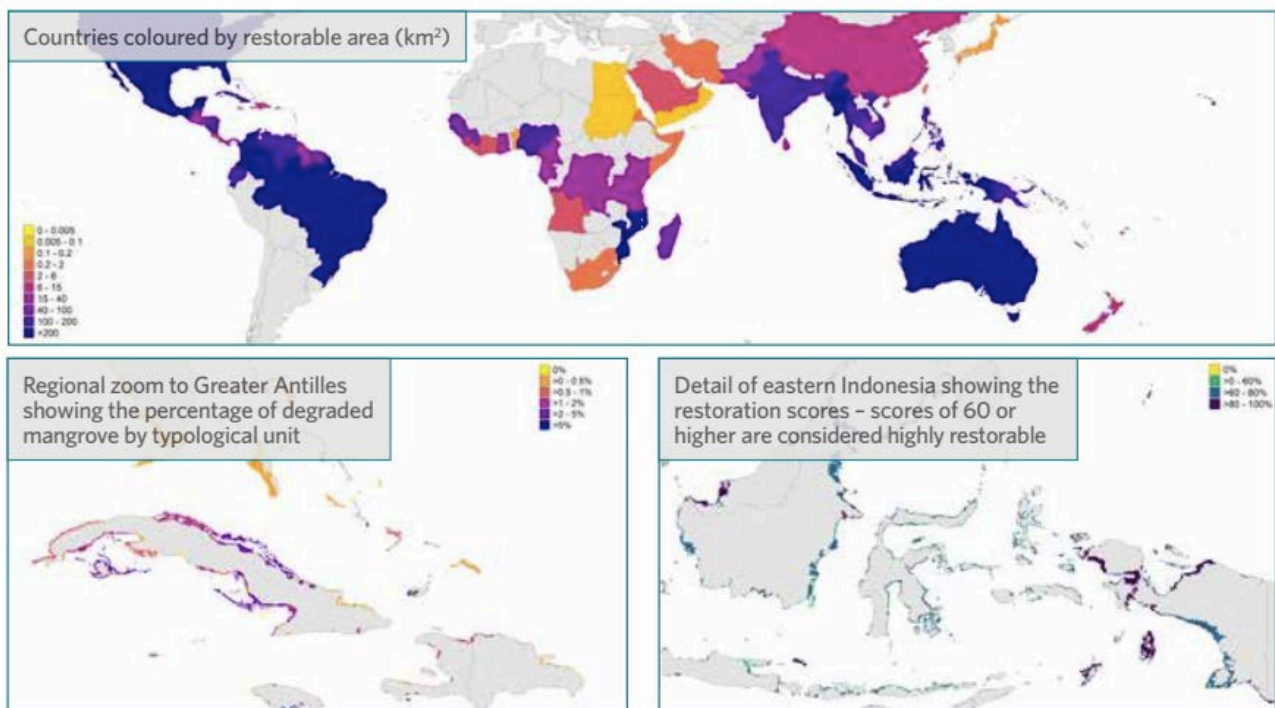 Countries coloured by restorable area (km²)
0 - 0.005
0.005 - 0.1
0.1 - 0.2
0.2 - 2
2 - 6
6 - 15
15 - 40
40 - 100
100 - 200
>200
Regional zoom to Greater Antilles
showing the percentage of degraded
mangrove by typological unit
0%
>0 - 0.5%
>0.5 - 1%
>1 - 2%
>2 - 5%
>5%
Detail of eastern Indonesia showing the
restoration scores – scores of 60 or
higher are considered highly restorable
0%
>0 - 60%
>60 - 80%
>80 - 100%